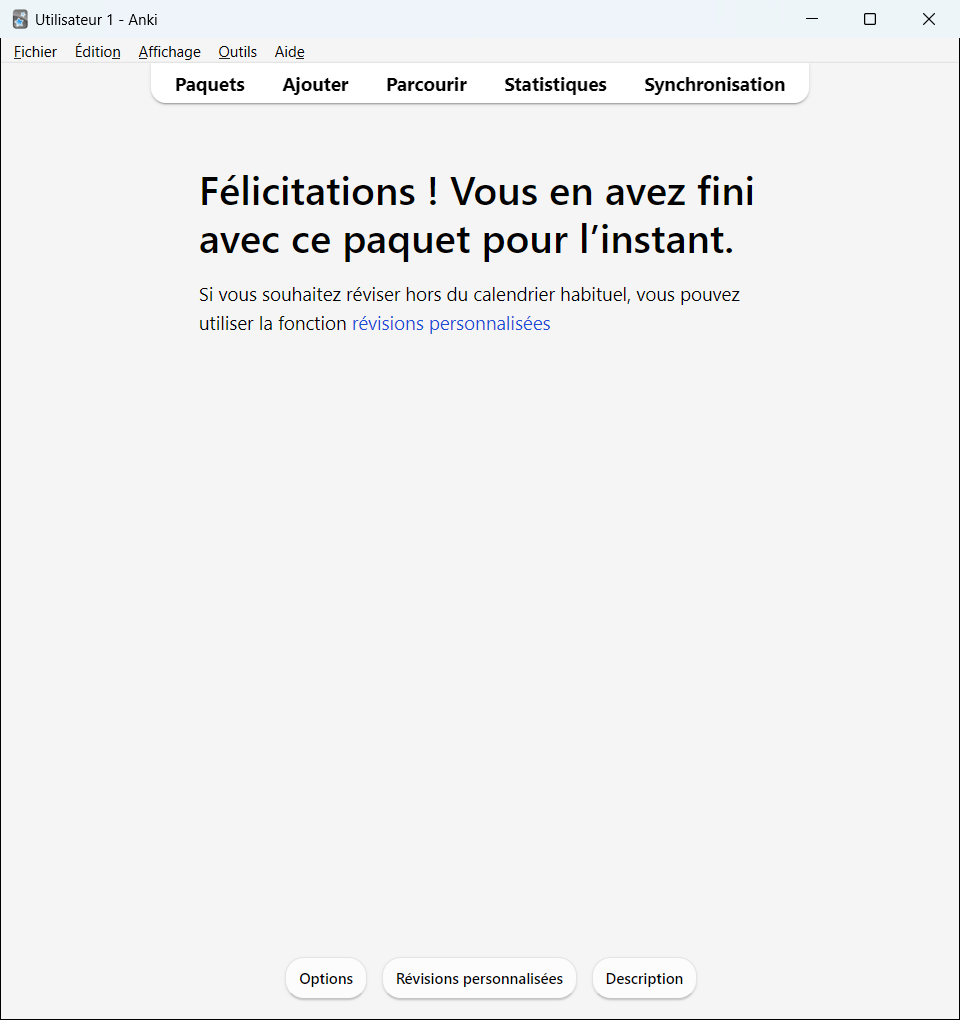 Utilisateur 1 - Anki
Fichier Édition Affichage Outils Aide
Paquets Ajouter Parcourir Statistiques Synchronisation
Félicitations ! Vous en avez fini
avec ce paquet pour l’instant.
Si vous souhaitez réviser hors du calendrier habituel, vous pouvez
utiliser la fonction révisions personnalisées
Options Révisions personnalisées Description